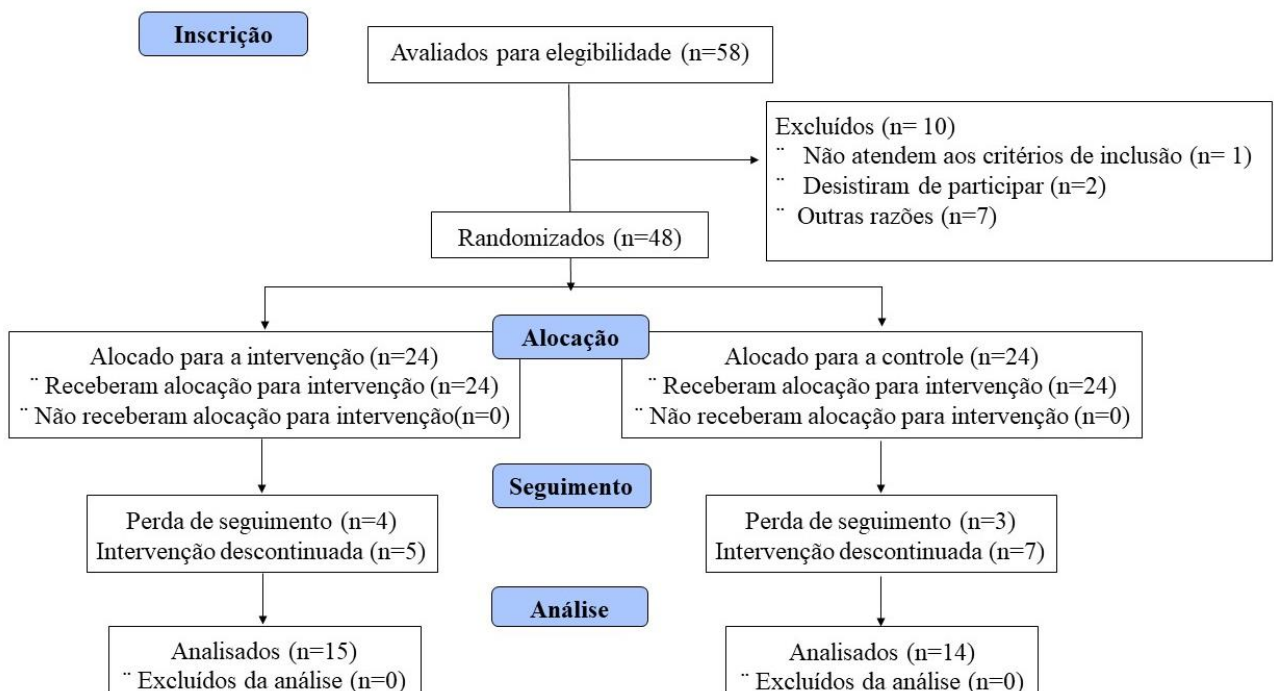 Inscrição
Avaliados para elegibilidade (n=58)
Excluídos (n= 10)
¨ Não atendem aos critérios de inclusão (n= 1)
¨ Desistiram de participar (n=2)
¨ Outras razões (n=7)
Randomizados (n=48)
Alocação
Alocado para a intervenção (n=24)
¨ Receberam alocação para intervenção (n=24)
¨ Não receberam alocação para intervenção(n=0)
Alocado para a controle (n=24)
¨ Receberam alocação para intervenção (n=24)
¨ Não receberam alocação para intervenção (n=0)
Seguimento
Perda de seguimento (n=4)
Intervenção descontinuada (n=5)
Perda de seguimento (n=3)
Intervenção descontinuada (n=7)
Análise
Analisados (n=15)
¨ Excluídos da análise (n=0)
Analisados (n=14)
¨ Excluídos da análise (n=0)